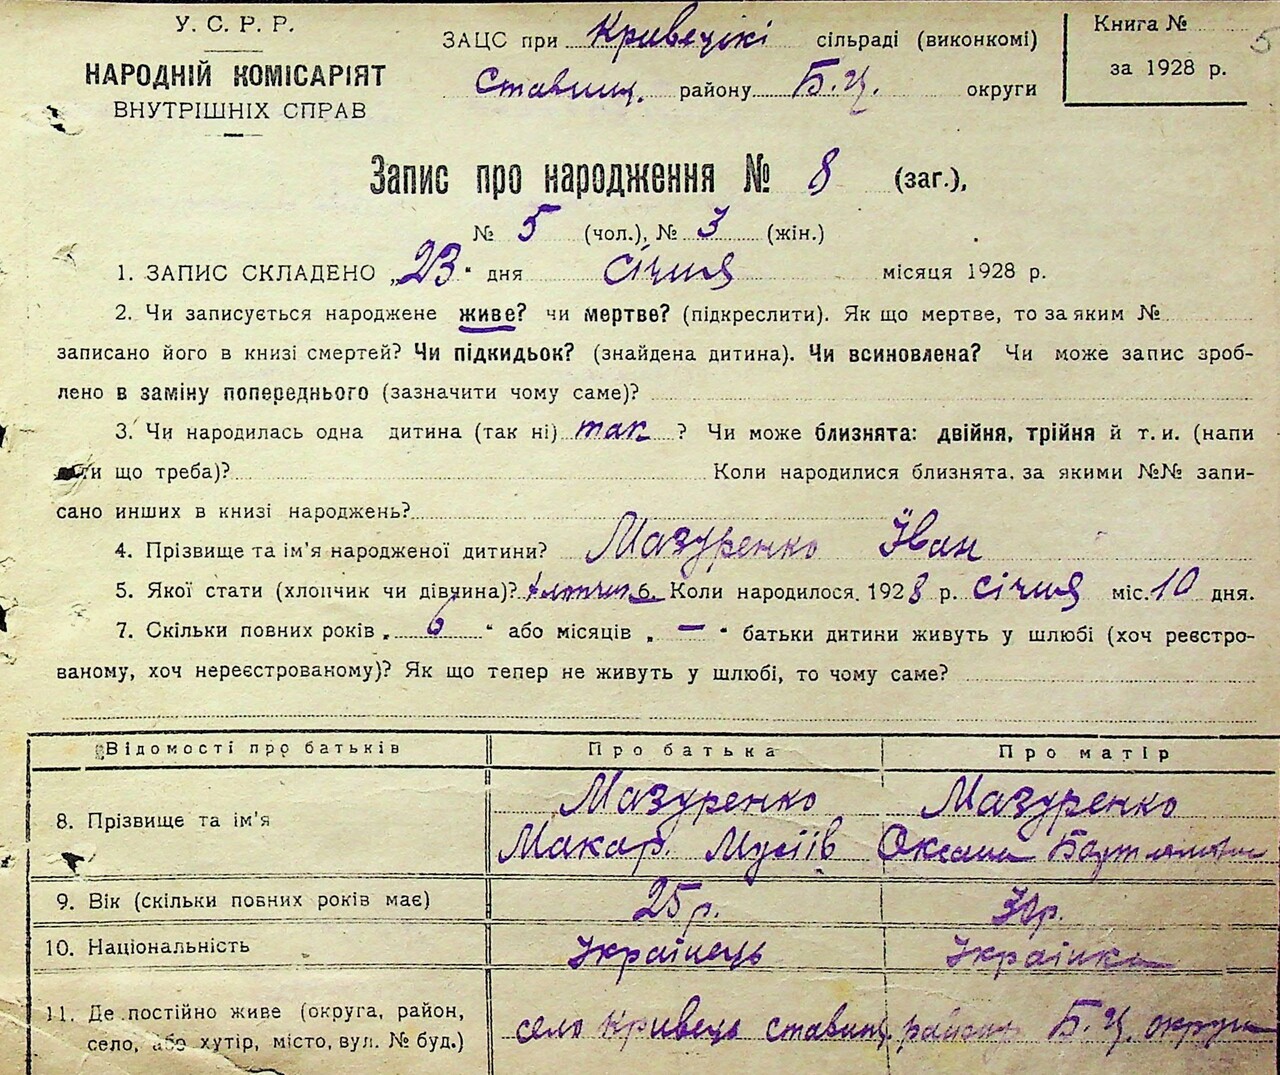 У. С. Р. Р.
НАРОДНІЙ КОМІСАРІЯТ
ВНУТРІШНІХ СПРАВ
ЗАЦС при Кривецікі сільраді (виконкомі)
Ставищ. району Б.Ц. округи
Книга № 5
за 1928 р.
Запис про народження № 8 (заг.),
№ 5 (чол.), № 3 (жін.)
1. ЗАПИС СКЛАДЕНО „23" дня січня місяця 1928 р.
2. Чи записується народжене живе? чи мертве? (підкреслити). Як що мертве, то за яким №
записано його в книзі смертей? Чи підкидьок? (знайдена дитина). Чи всиновлена? Чи може запис зроб-
лено в заміну попереднього (зазначити чому саме)?
3. Чи народилась одна дитина (так ні) так ? Чи може близнята: двійня, трійня й т. и. (напи
ти що треба)? Коли народилися близнята, за якими №№ запи-
сано инших в книзі народжень?
4. Прізвище та ім'я народженої дитини? Мазуренко Іван
5. Якої стати (хлопчик чи дівчина)? хлопчик 6. Коли народилося. 1928 р. січня міс. 10 дня.
7. Скільки повних років „ 6 " або місяців „ — " батьки дитини живуть у шлюбі (хоч реєстро-
ваному, хоч нереєстрованому)? Як що тепер не живуть у шлюбі, то чому саме?
Відомості про батьків Про батька Про матір
8. Прізвище та ім'я Мазуренко Мазуренко
Макар. Мусіїв Оксана
9. Вік (скільки повних років має) 25 р. 30р.
10. Національність Українець Українка
11. Де постійно живе (округа, район,
село, або хутір, місто, вул. № буд.) село Кривець ставищ. району Б.Ц. округи